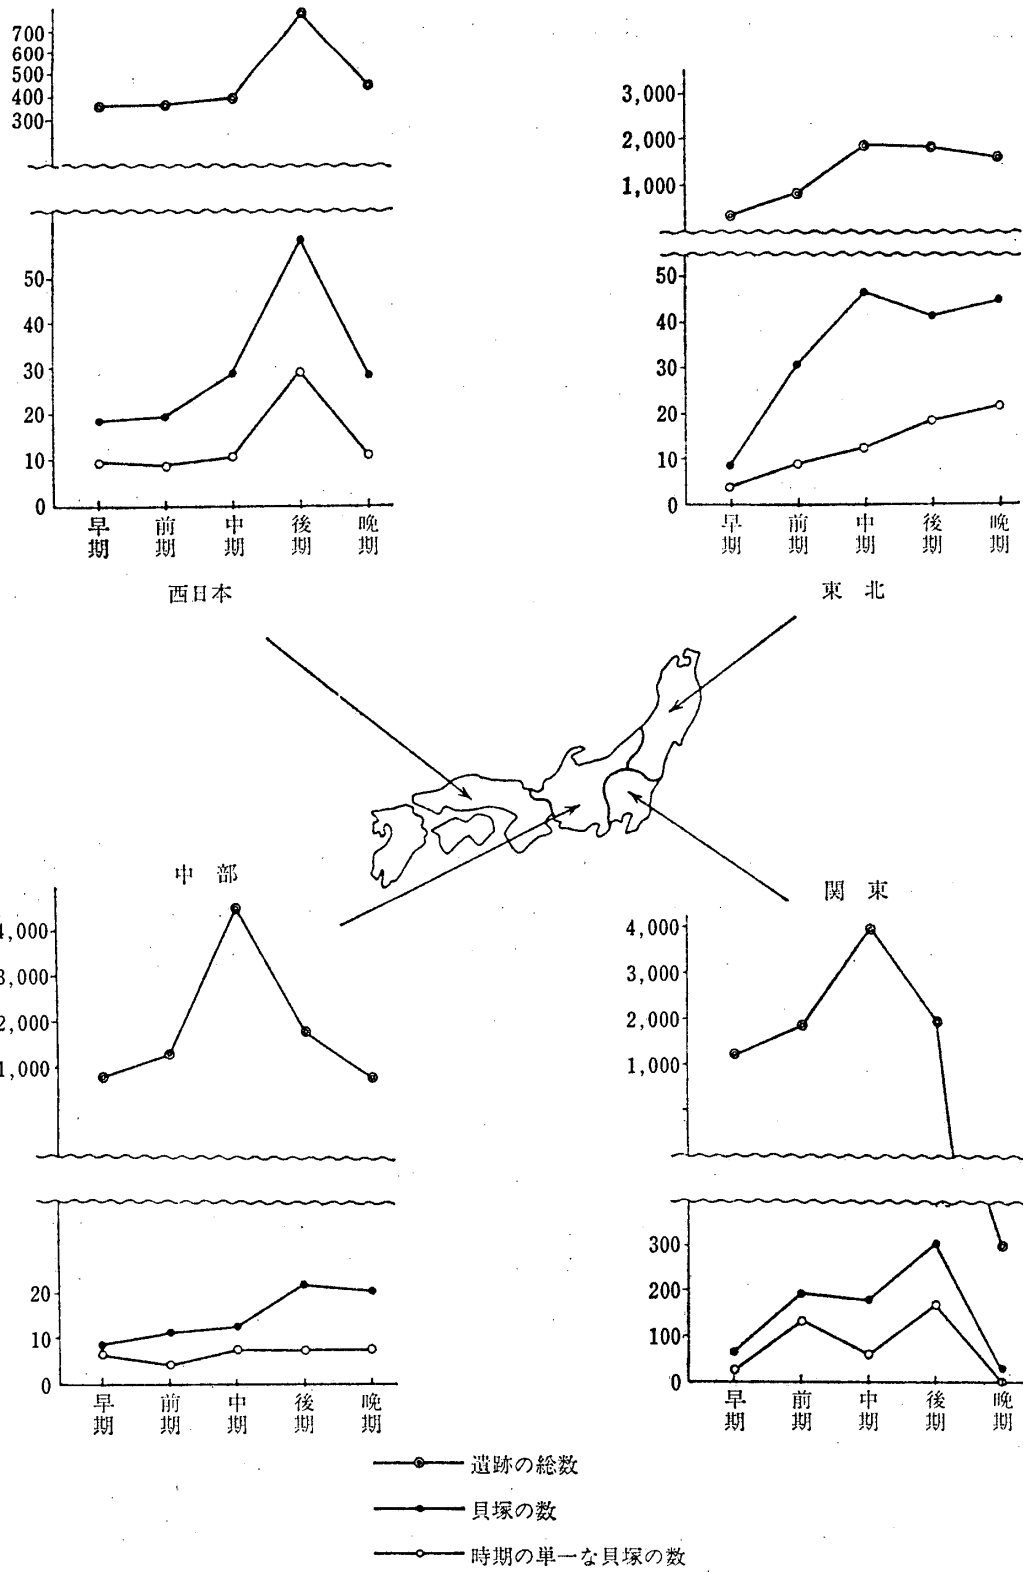 700
600
500
400
300
50
40
30
20
10
0
早期
前期
中期
後期
晩期
西日本
3,000
2,000
1,000
50
40
30
20
10
0
早期
前期
中期
後期
晩期
東 北
中 部
4,000
3,000
2,000
1,000
20
10
0
早期
前期
中期
後期
晩期
関 東
4,000
3,000
2,000
1,000
300
200
100
0
早期
前期
中期
後期
晩期
遺跡の総数
貝塚の数
時期の単一な貝塚の数